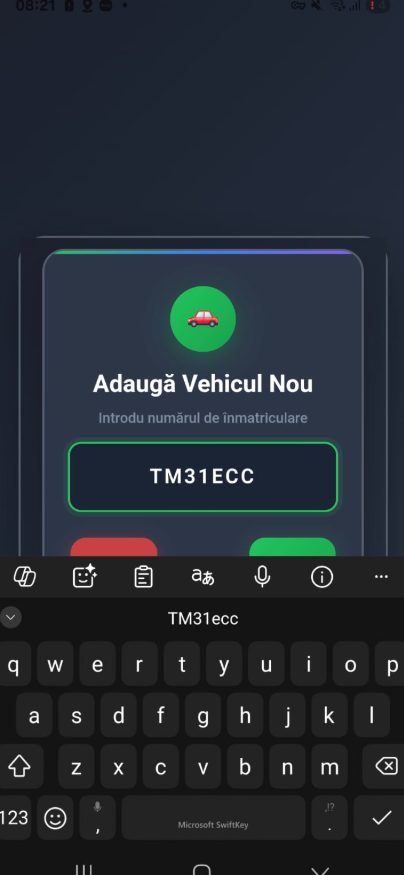 08:21
Adaugă Vehicul Nou
Introdu numărul de înmatriculare
TM31ECC
TM31ecc
q w e r t y u i o p
a s d f g h j k l
z x c v b n m
123 , Microsoft SwiftKey ,!? .